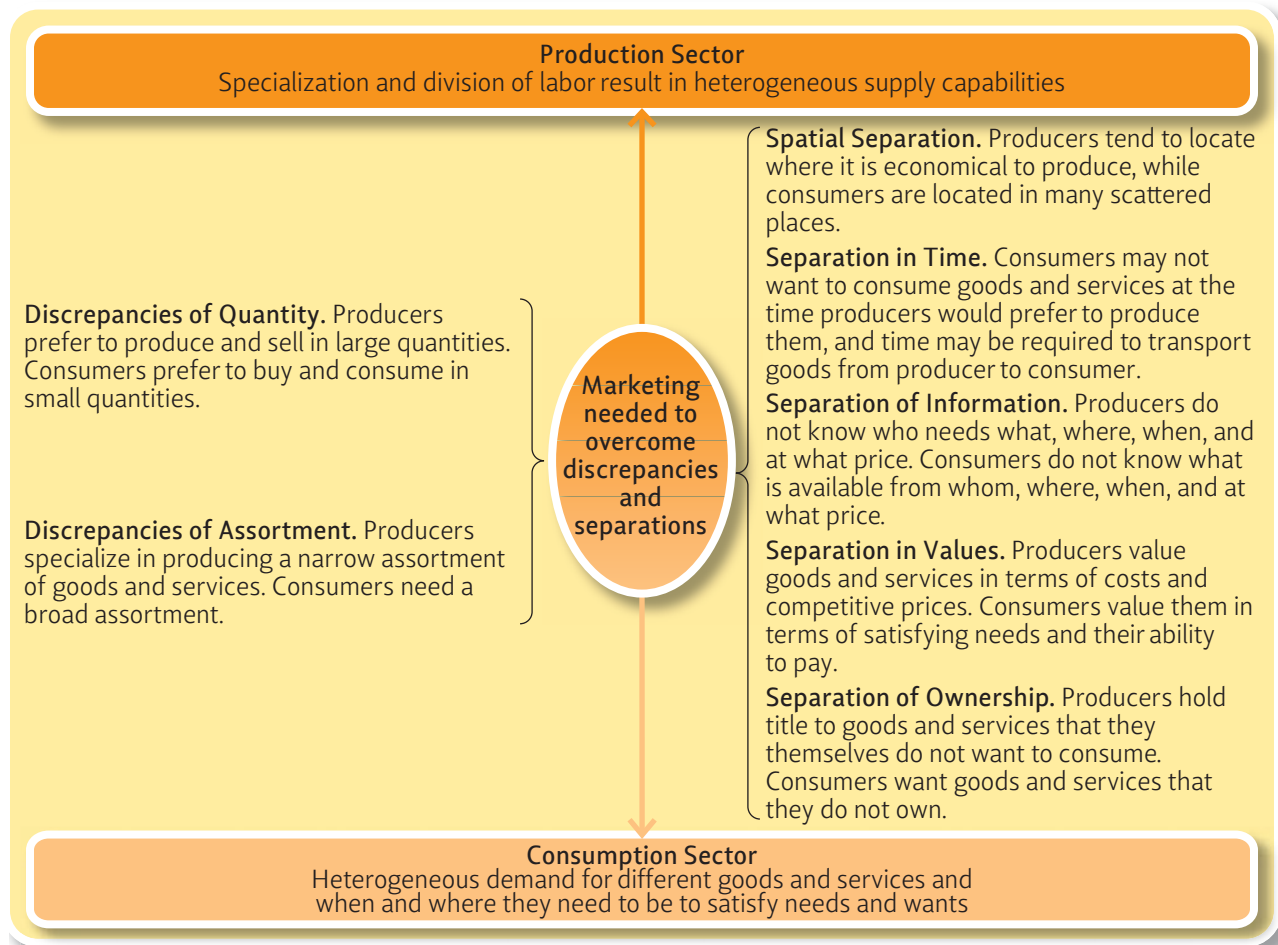 Production Sector
Specialization and division of labor result in heterogeneous supply capabilities
Discrepancies of Quantity. Producers
prefer to produce and sell in large quantities.
Consumers prefer to buy and consume in
small quantities.
Discrepancies of Assortment. Producers
specialize in producing a narrow assortment
of goods and services. Consumers need a
broad assortment.
Marketing
needed to
overcome
discrepancies
and
separations
Spatial Separation. Producers tend to locate
where it is economical to produce, while
consumers are located in many scattered
places.
Separation in Time. Consumers may not
want to consume goods and services at the
time producers would prefer to produce
them, and time may be required to transport
goods from producer to consumer.
Separation of Information. Producers do
not know who needs what, where, when, and
at what price. Consumers do not know what
is available from whom, where, when, and at
what price.
Separation in Values. Producers value
goods and services in terms of costs and
competitive prices. Consumers value them in
terms of satisfying needs and their ability
to pay.
Separation of Ownership. Producers hold
title to goods and services that they
themselves do not want to consume.
Consumers want goods and services that
they do not own.
Consumption Sector
Heterogeneous demand for different goods and services and
when and where they need to be to satisfy needs and wants